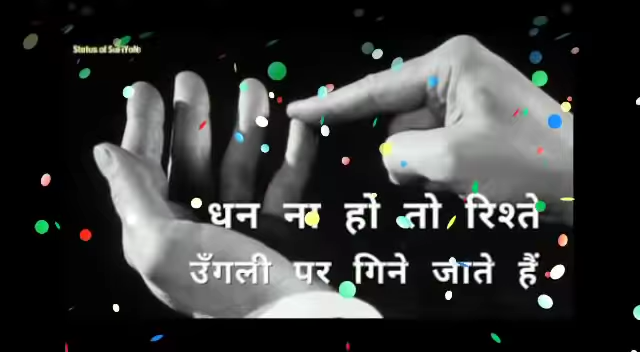 धन ना हो तो रिश्ते
उँगली पर गिने जाते हैं